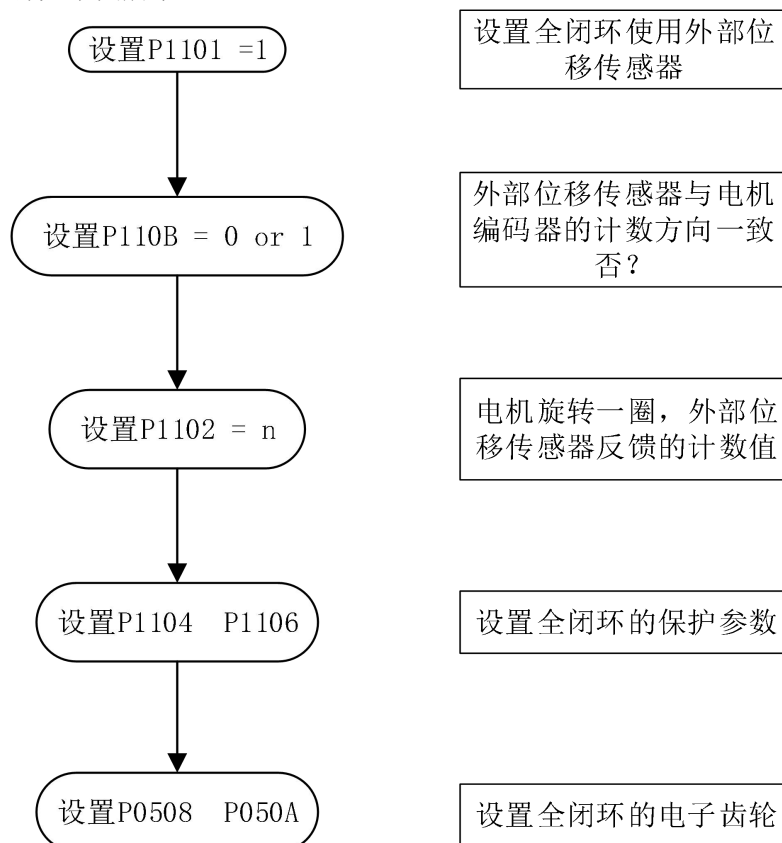 设置P1101 =1
设置全闭环使用外部位
移传感器
设置P110B = 0 or 1
外部位移传感器与电机
编码器的计数方向一致
否？
设置P1102 = n
电机旋转一圈，外部位
移传感器反馈的计数值
设置P1104 P1106
设置全闭环的保护参数
设置P0508 P050A
设置全闭环的电子齿轮